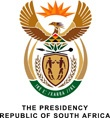 THE PRESIDENCY
REPUBLIC OF SOUTH AFRICA